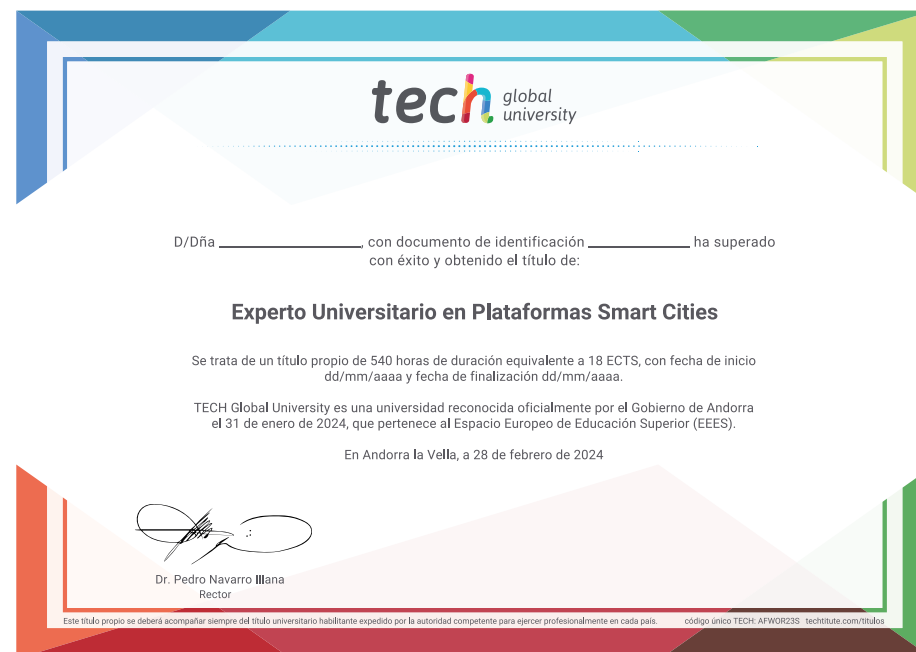 tech global university
D/Dña ________________, con documento de identificación ____________ ha superado
con éxito y obtenido el título de:
Experto Universitario en Plataformas Smart Cities
Se trata de un título propio de 540 horas de duración equivalente a 18 ECTS, con fecha de inicio
dd/mm/aaaa y fecha de finalización dd/mm/aaaa.
TECH Global University es una universidad reconocida oficialmente por el Gobierno de Andorra
el 31 de enero de 2024, que pertenece al Espacio Europeo de Educación Superior (EEES).
En Andorra la Vella, a 28 de febrero de 2024
Dr. Pedro Navarro Illana
Rector
Este título propio se deberá acompañar siempre del título universitario habilitante expedido por la autoridad competente para ejercer profesionalmente en cada país. código único TECH: AFWOR23S techtitute.com/titulos